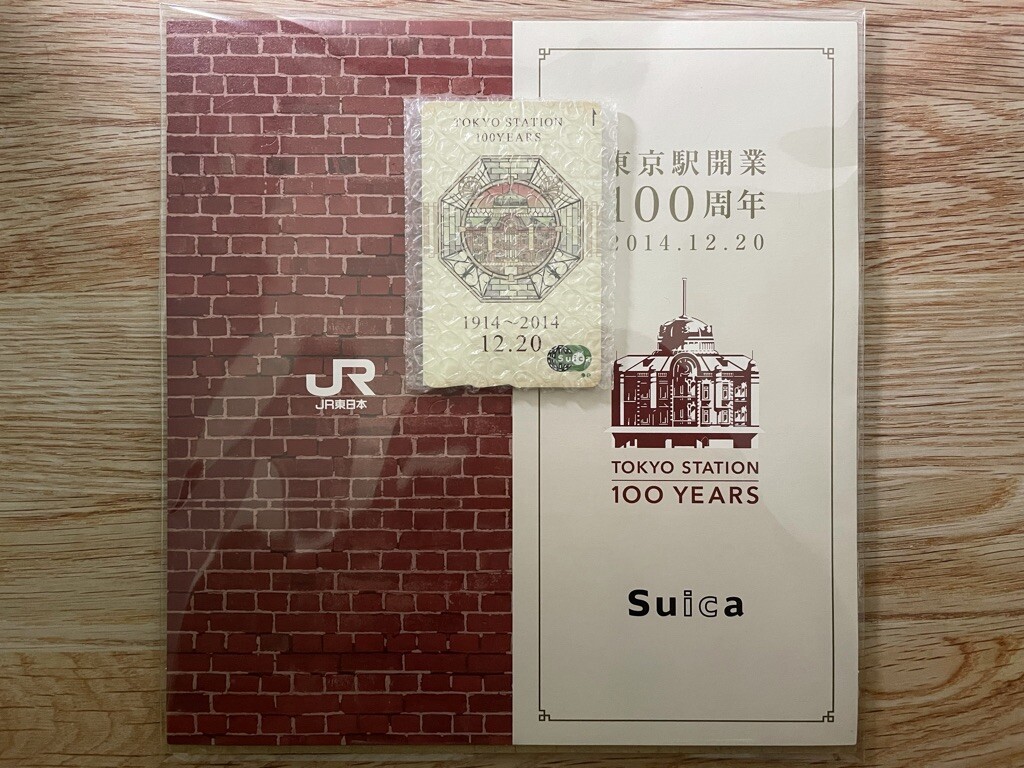 TOKYO STATION
100YEARS
1914~2014
12.20
Suica
JR
JR東日本
東京駅開業
100周年
2014.12.20
TOKYO STATION
100 YEARS
Suica